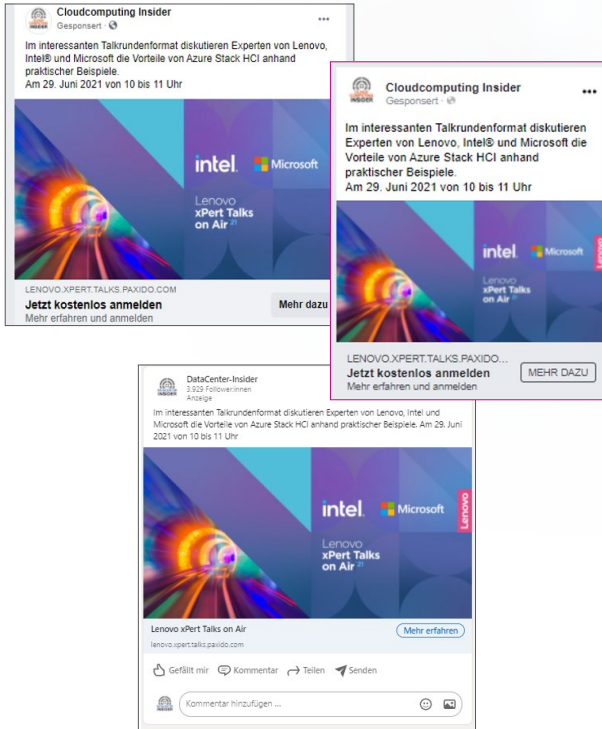 Cloudcomputing Insider
Gesponsert ·
Im interessanten Talkrundenformat diskutieren Experten von Lenovo,
Intel® und Microsoft die Vorteile von Azure Stack HCI anhand
praktischer Beispiele.
Am 29. Juni 2021 von 10 bis 11 Uhr
intel. Microsoft
Lenovo
xPert Talks
on Air 21
LENOVO.XPERT.TALKS.PAXIDO.COM
Jetzt kostenlos anmelden
Mehr erfahren und anmelden
Mehr dazu
Cloudcomputing Insider
Gesponsert ·
Im interessanten Talkrundenformat diskutieren
Experten von Lenovo, Intel® und Microsoft die
Vorteile von Azure Stack HCI anhand
praktischer Beispiele.
Am 29. Juni 2021 von 10 bis 11 Uhr
intel. Microsoft
Lenovo
Lenovo
xPert Talks
on Air 21
LENOVO.XPERT.TALKS.PAXIDO...
Jetzt kostenlos anmelden
Mehr erfahren und anmelden
MEHR DAZU
INSIDER
DataCenter-Insider
3.929 Follower:innen
Anzeige
Im interessanten Talkrundenformat diskutieren Experten von Lenovo, Intel und
Microsoft die Vorteile von Azure Stack HCI anhand praktischer Beispiele. Am 29. Juni
2021 von 10 bis 11 Uhr
intel. Microsoft
Lenovo
Lenovo
xPert Talks
on Air 21
Lenovo xPert Talks on Air
lenovo.xpert.talks.paxido.com
Mehr erfahren
Gefällt mir Kommentar Teilen Senden
INSIDER
Kommentar hinzufügen ...